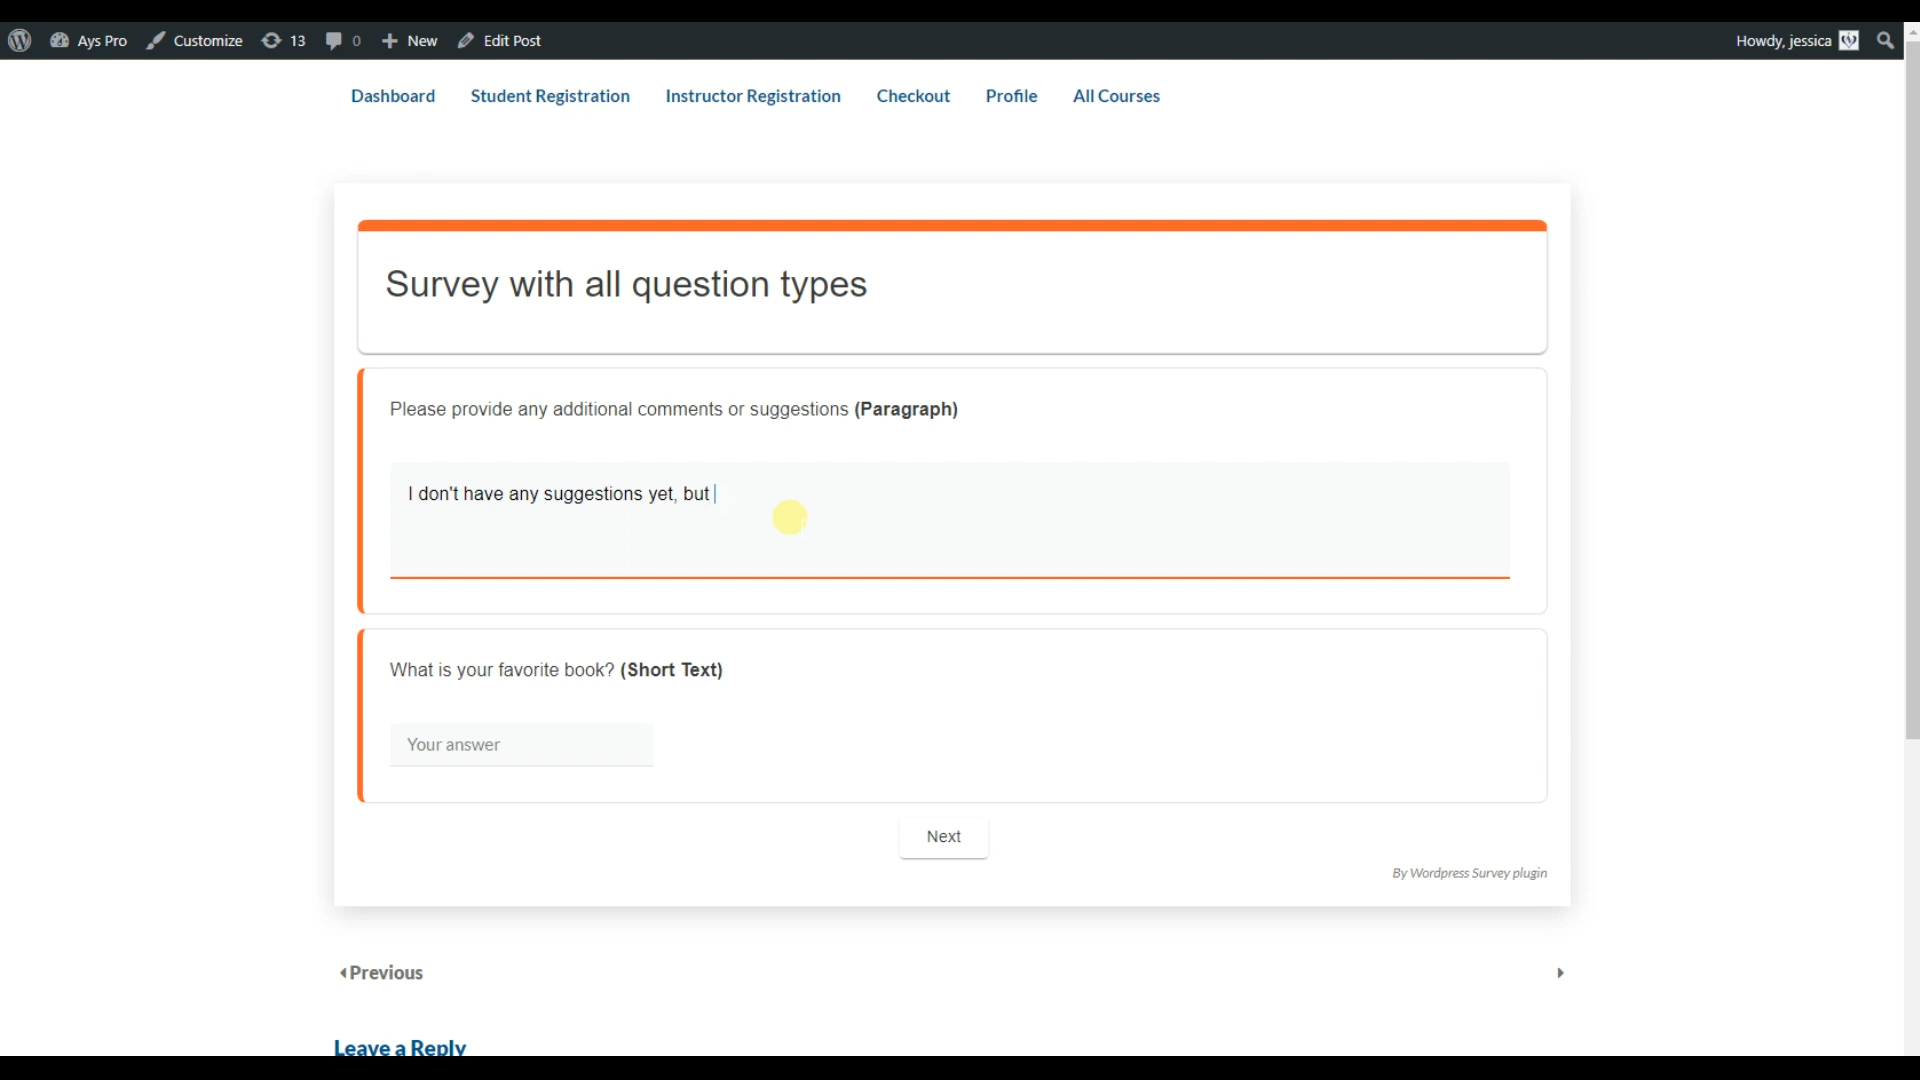 Ays Pro Customize 13 0 New Edit Post Howdy, jessica
Dashboard Student Registration Instructor Registration Checkout Profile All Courses
Survey with all question types
Please provide any additional comments or suggestions (Paragraph)
I don't have any suggestions yet, but
What is your favorite book? (Short Text)
Your answer
Next
By Wordpress Survey plugin
Previous
Leave a Reply